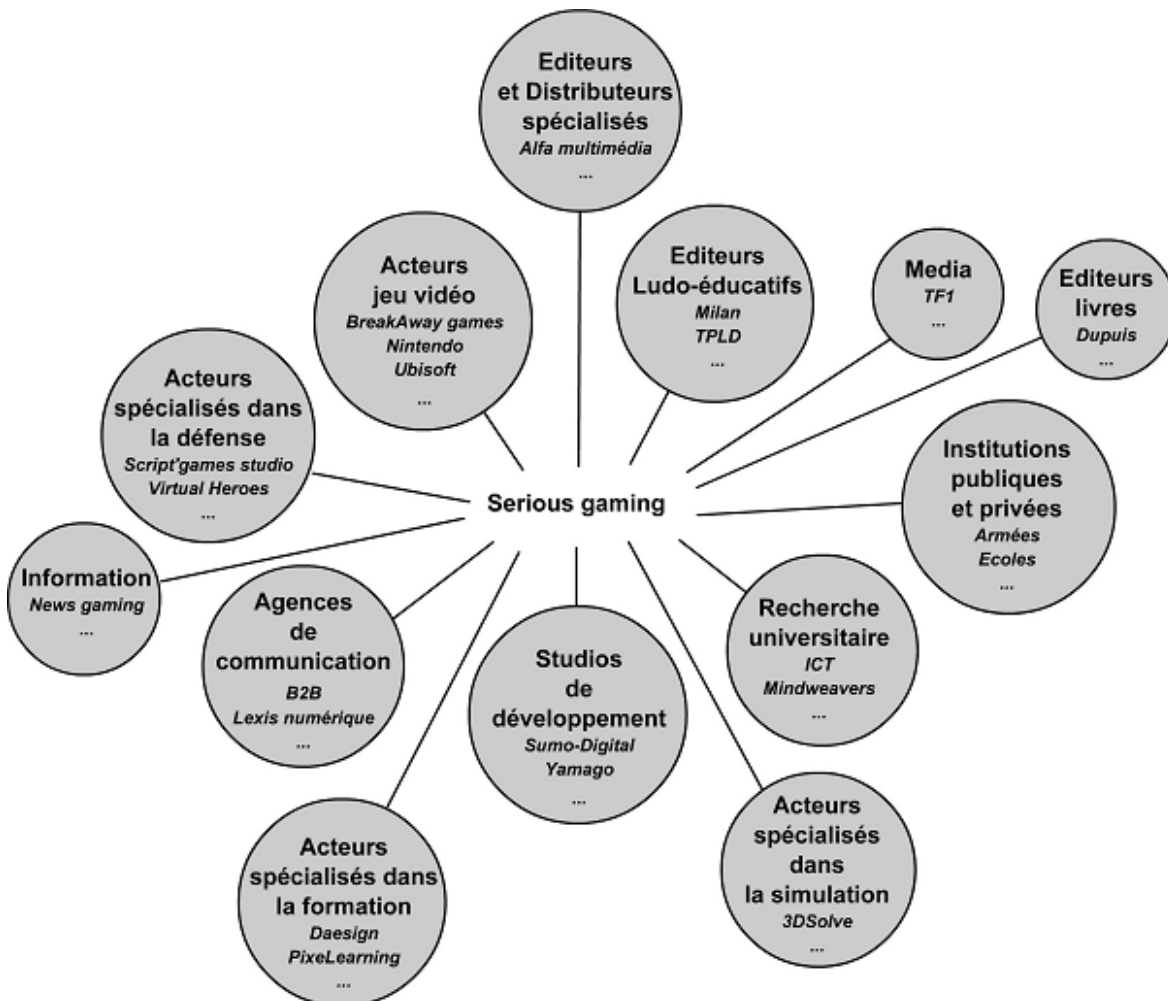 Editeurs
et Distributeurs
spécialisés
Alfa multimédia
...
Acteurs
jeu vidéo
BreakAway games
Nintendo
Ubisoft
...
Editeurs
Ludo-éducatifs
Milan
TPLD
...
Media
TF1
...
Editeurs
livres
Dupuis
...
Acteurs
spécialisés dans
la défense
Script'games studio
Virtual Heroes
...
Institutions
publiques
et privées
Armées
Ecoles
...
Serious gaming
Information
News gaming
...
Agences
de
communication
B2B
Lexis numérique
...
Studios
de
développement
Sumo-Digital
Yamago
...
Recherche
universitaire
ICT
Mindweavers
...
Acteurs
spécialisés dans
la formation
Daesign
PixeLearning
...
Acteurs
spécialisés
dans
la simulation
3DSolve
...